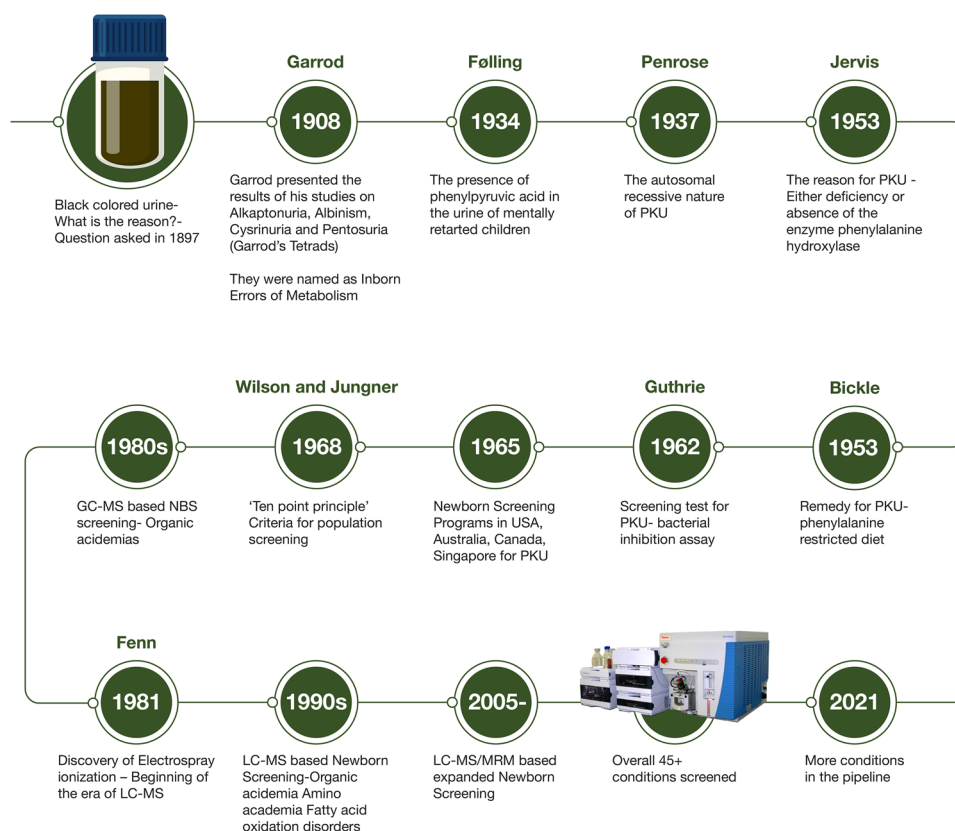 Black colored urine-
What is the reason?-
Question asked in 1897
Garrod
1908
Garrod presented the
results of his studies on
Alkaptonuria, Albinism,
Cysrinuria and Pentosuria
(Garrod's Tetrads)
They were named as Inborn
Errors of Metabolism
Følling
1934
The presence of
phenylpyruvic acid in
the urine of mentally
retarted children
Penrose
1937
The autosomal
recessive nature
of PKU
Jervis
1953
The reason for PKU -
Either deficiency or
absence of the
enzyme phenylalanine
hydroxylase
Bickle
1953
Remedy for PKU-
phenylalanine
restricted diet
Guthrie
1962
Screening test for
PKU- bacterial
inhibition assay
1965
Newborn Screening
Programs in USA,
Australia, Canada,
Singapore for PKU
Wilson and Jungner
1968
‘Ten point principle’
Criteria for population
screening
1980s
GC-MS based NBS
screening- Organic
acidemias
Fenn
1981
Discovery of Electrospray
ionization – Beginning of
the era of LC-MS
1990s
LC-MS based Newborn
Screening-Organic
acidemia Amino
academia Fatty acid
oxidation disorders
2005-
LC-MS/MRM based
expanded Newborn
Screening
Overall 45+
conditions screened
2021
More conditions
in the pipeline